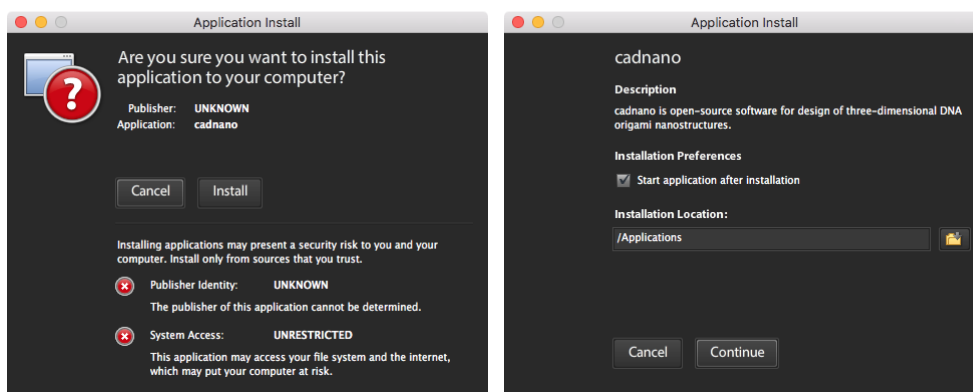 Application Install
Are you sure you want to install this
application to your computer?
Publisher: UNKNOWN
Application: cadnano
Cancel Install
Installing applications may present a security risk to you and your
computer. Install only from sources that you trust.
Publisher Identity: UNKNOWN
The publisher of this application cannot be determined.
System Access: UNRESTRICTED
This application may access your file system and the internet,
which may put your computer at risk.
Application Install
cadnano
Description
cadnano is open-source software for design of three-dimensional DNA
origami nanostructures.
Installation Preferences
Start application after installation
Installation Location:
/Applications
Cancel Continue